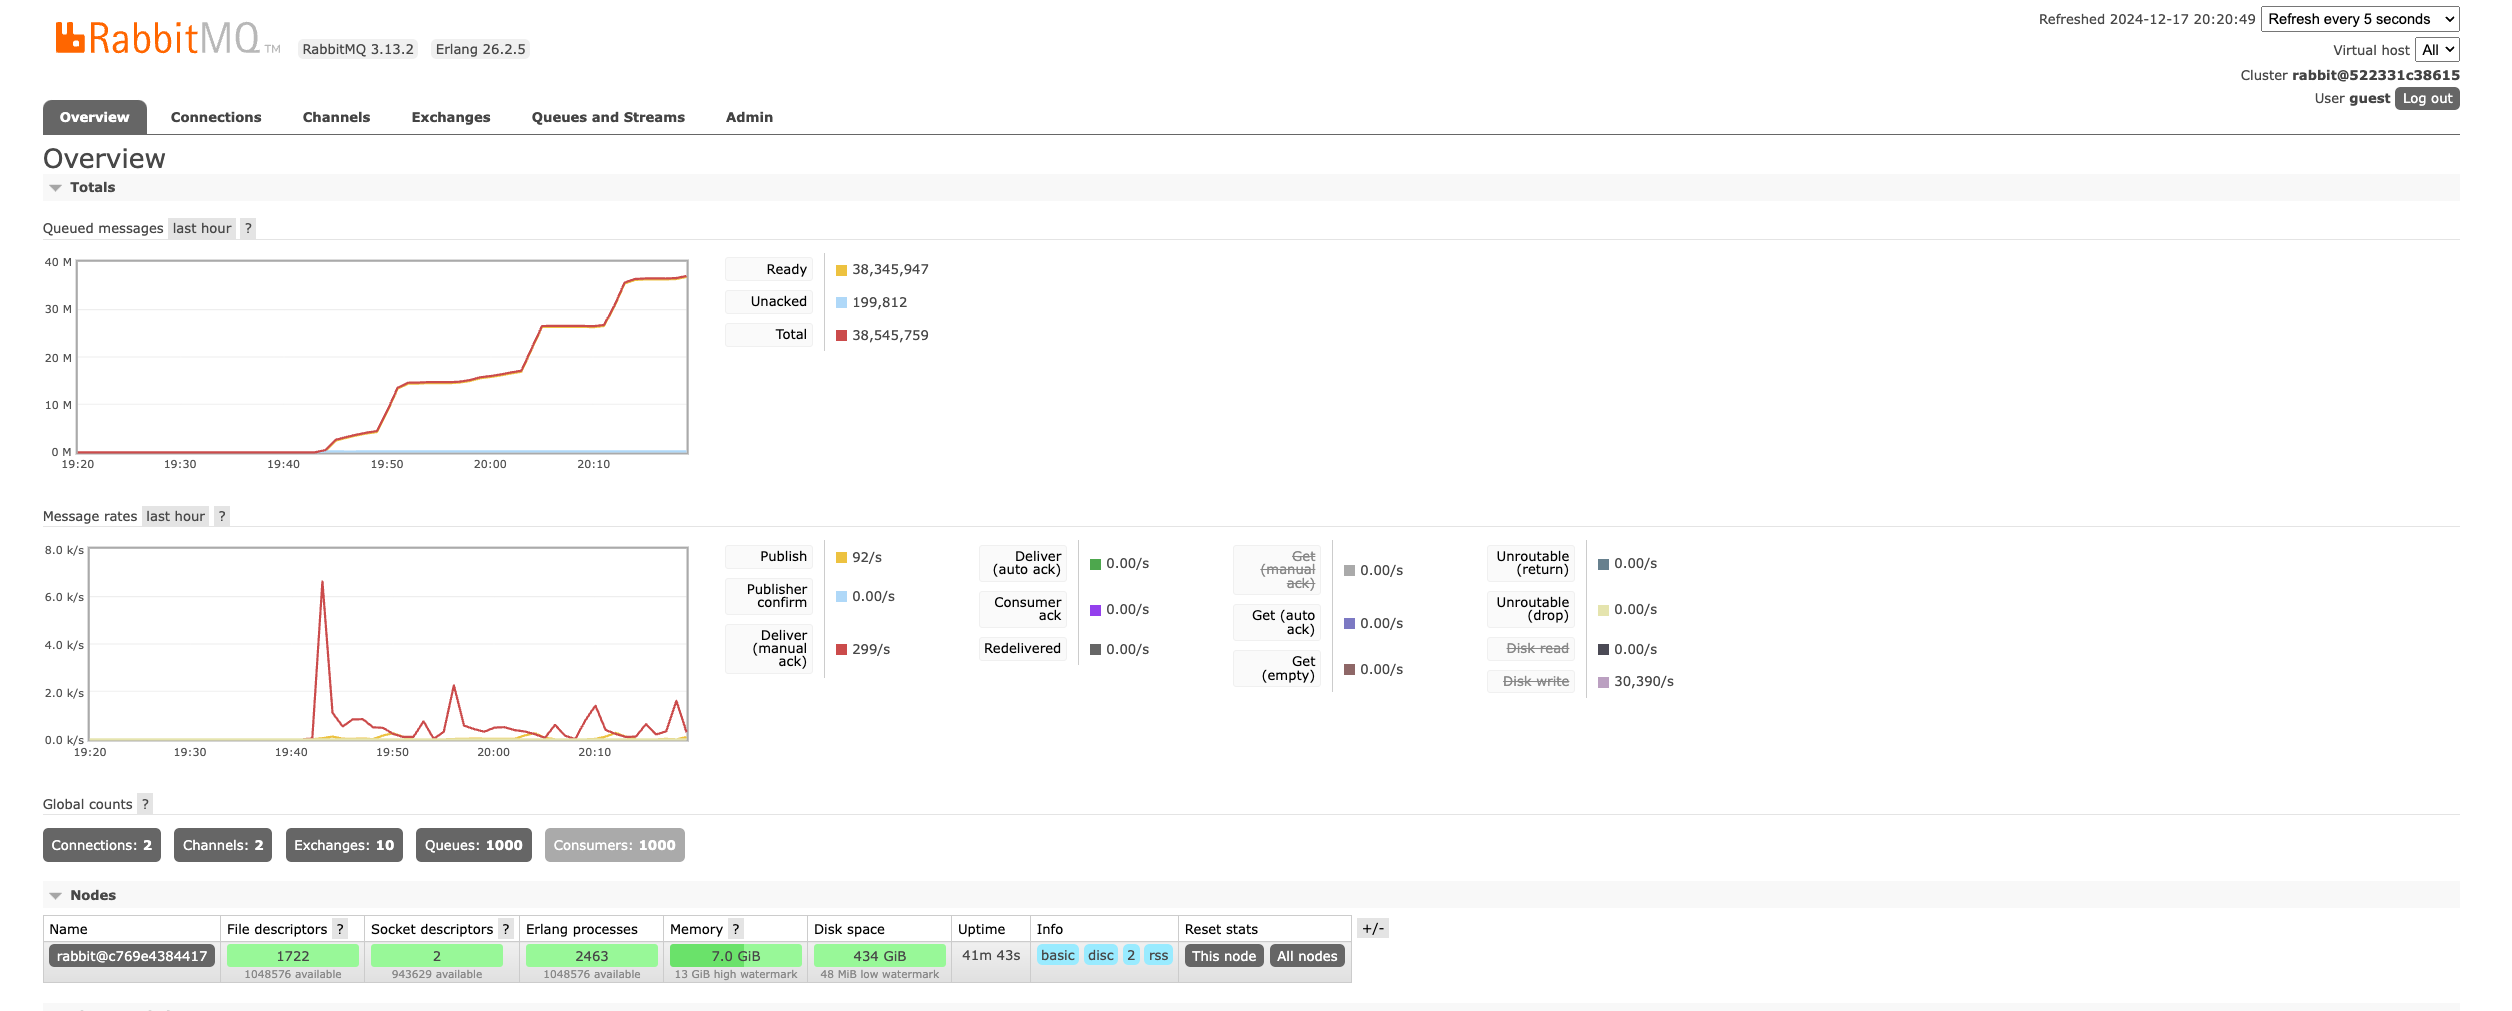 RabbitMQ TM
RabbitMQ 3.13.2 Erlang 26.2.5
Refreshed 2024-12-17 20:20:49 Refresh every 5 seconds
Virtual host All
Cluster rabbit@522331c38615
User guest Log out
Overview Connections Channels Exchanges Queues and Streams Admin
Overview
Totals
Queued messages last hour ?
40 M
30 M
20 M
10 M
0 M
19:20 19:30 19:40 19:50 20:00 20:10
Ready 38,345,947
Unacked 199,812
Total 38,545,759
Message rates last hour ?
8.0 k/s
6.0 k/s
4.0 k/s
2.0 k/s
0.0 k/s
19:20 19:30 19:40 19:50 20:00 20:10
Publish 92/s
Publisher
confirm 0.00/s
Deliver
(manual
ack) 299/s
Deliver
(auto ack) 0.00/s
Consumer
ack 0.00/s
Redelivered 0.00/s
Get
(manual
ack) 0.00/s
Get (auto
ack) 0.00/s
Get
(empty) 0.00/s
Unroutable
(return) 0.00/s
Unroutable
(drop) 0.00/s
Disk read 0.00/s
Disk write 30,390/s
Global counts ?
Connections: 2 Channels: 2 Exchanges: 10 Queues: 1000 Consumers: 1000
Nodes
Name File descriptors ? Socket descriptors ? Erlang processes Memory ? Disk space Uptime Info Reset stats +/-
rabbit@c769e4384417 1722 2 2463 7.0 GiB 434 GiB 41m 43s basic disc 2 rss This node All nodes
1048576 available 943629 available 1048576 available 13 GiB high watermark 48 MiB low watermark